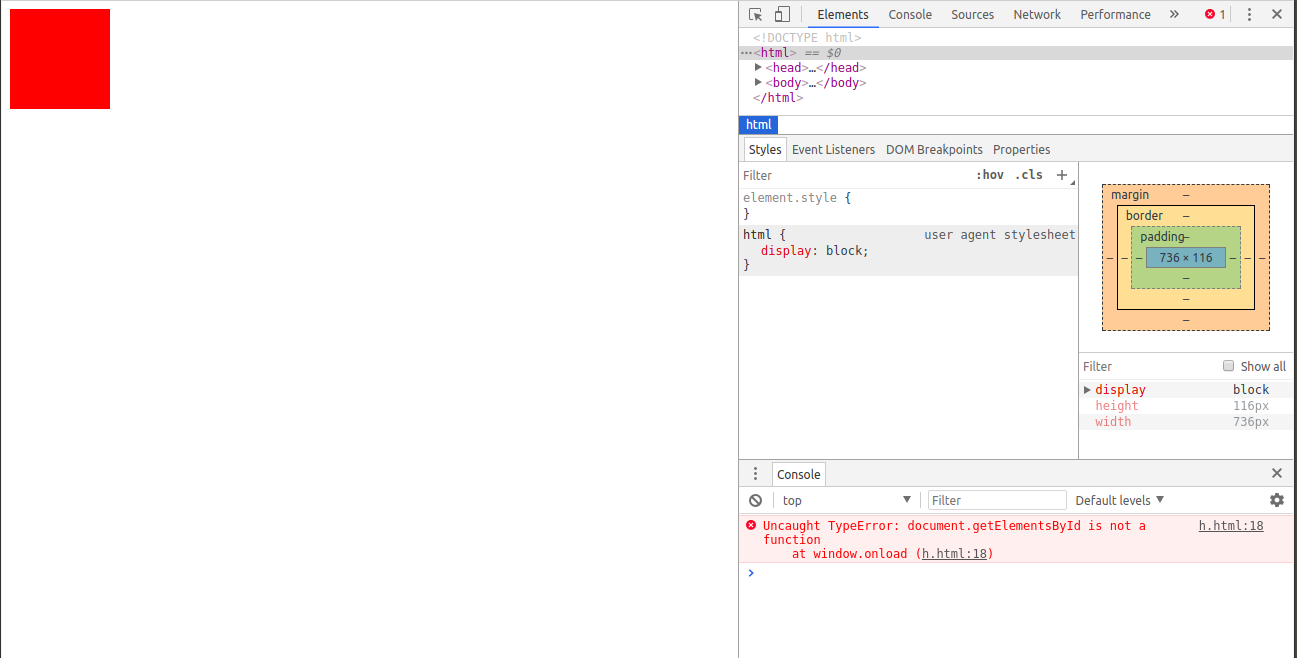 Elements Console Sources Network Performance » 1
<!DOCTYPE html>
…<html> == $0
<head>…</head>
<body>…</body>
</html>
html
Styles Event Listeners DOM Breakpoints Properties
Filter :hov .cls +
element.style {
}
html { user agent stylesheet
display: block;
}
margin –
border –
padding –
– – – 736 × 116 – – –
–
–
–
Filter Show all
display block
height 116px
width 736px
Console
top Filter Default levels
Uncaught TypeError: document.getElementsById is not a h.html:18
function
at window.onload (h.html:18)